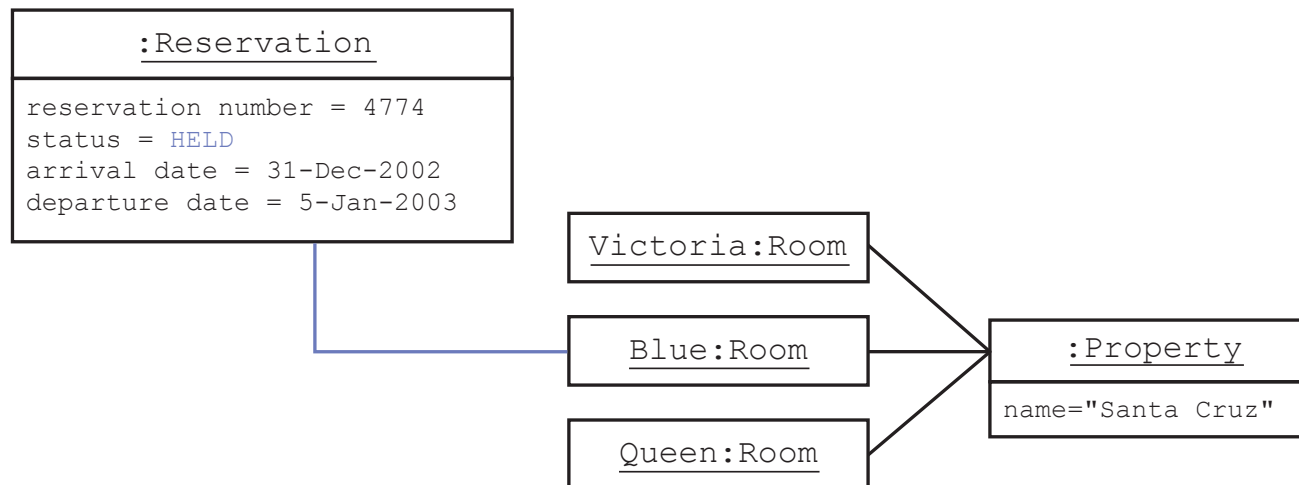 :Reservation
reservation number = 4774
status = HELD
arrival date = 31-Dec-2002
departure date = 5-Jan-2003
Victoria:Room
Blue:Room
Queen:Room
:Property
name="Santa Cruz"